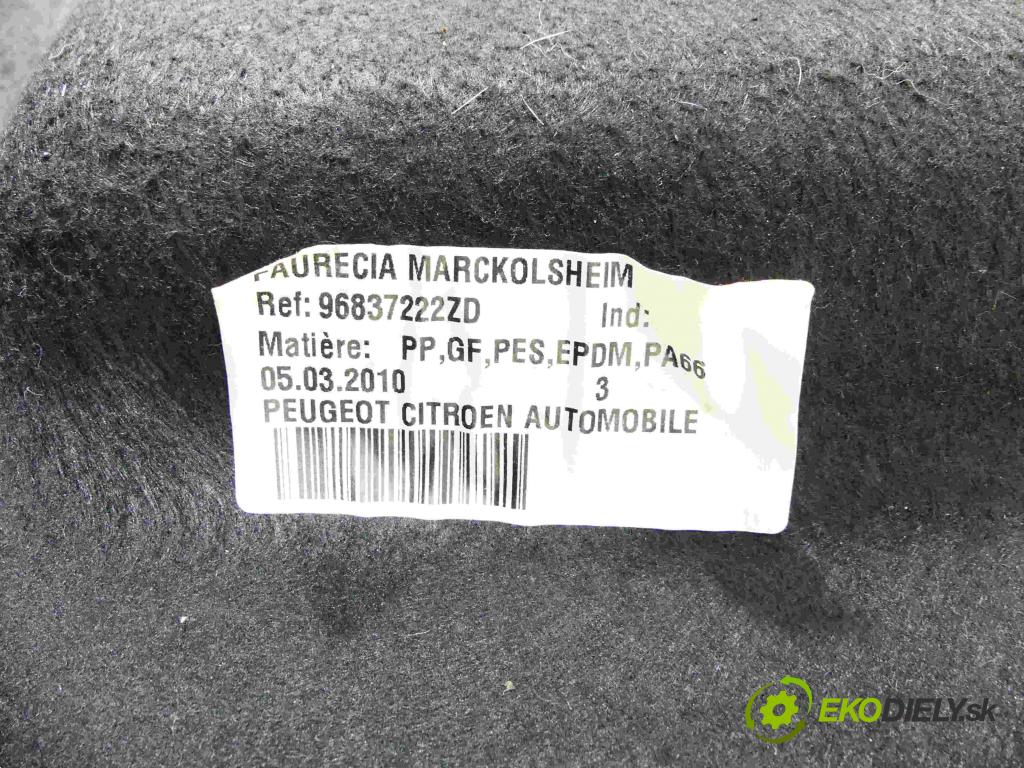 FAURECIA MARCKOLSHEIM
Ref: 96837222ZD Ind:
Matière: PP,GF,PES,EPDM,PA66
05.03.2010 3
PEUGEOT CITROEN AUTOMOBILE
EKODIELY.sk